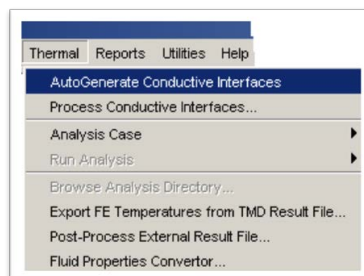 Thermal Reports Utilities Help
AutoGenerate Conductive Interfaces
Process Conductive Interfaces...
Analysis Case
Run Analysis
Browse Analysis Directory...
Export FE Temperatures from TMD Result File...
Post-Process External Result File...
Fluid Properties Convertor...